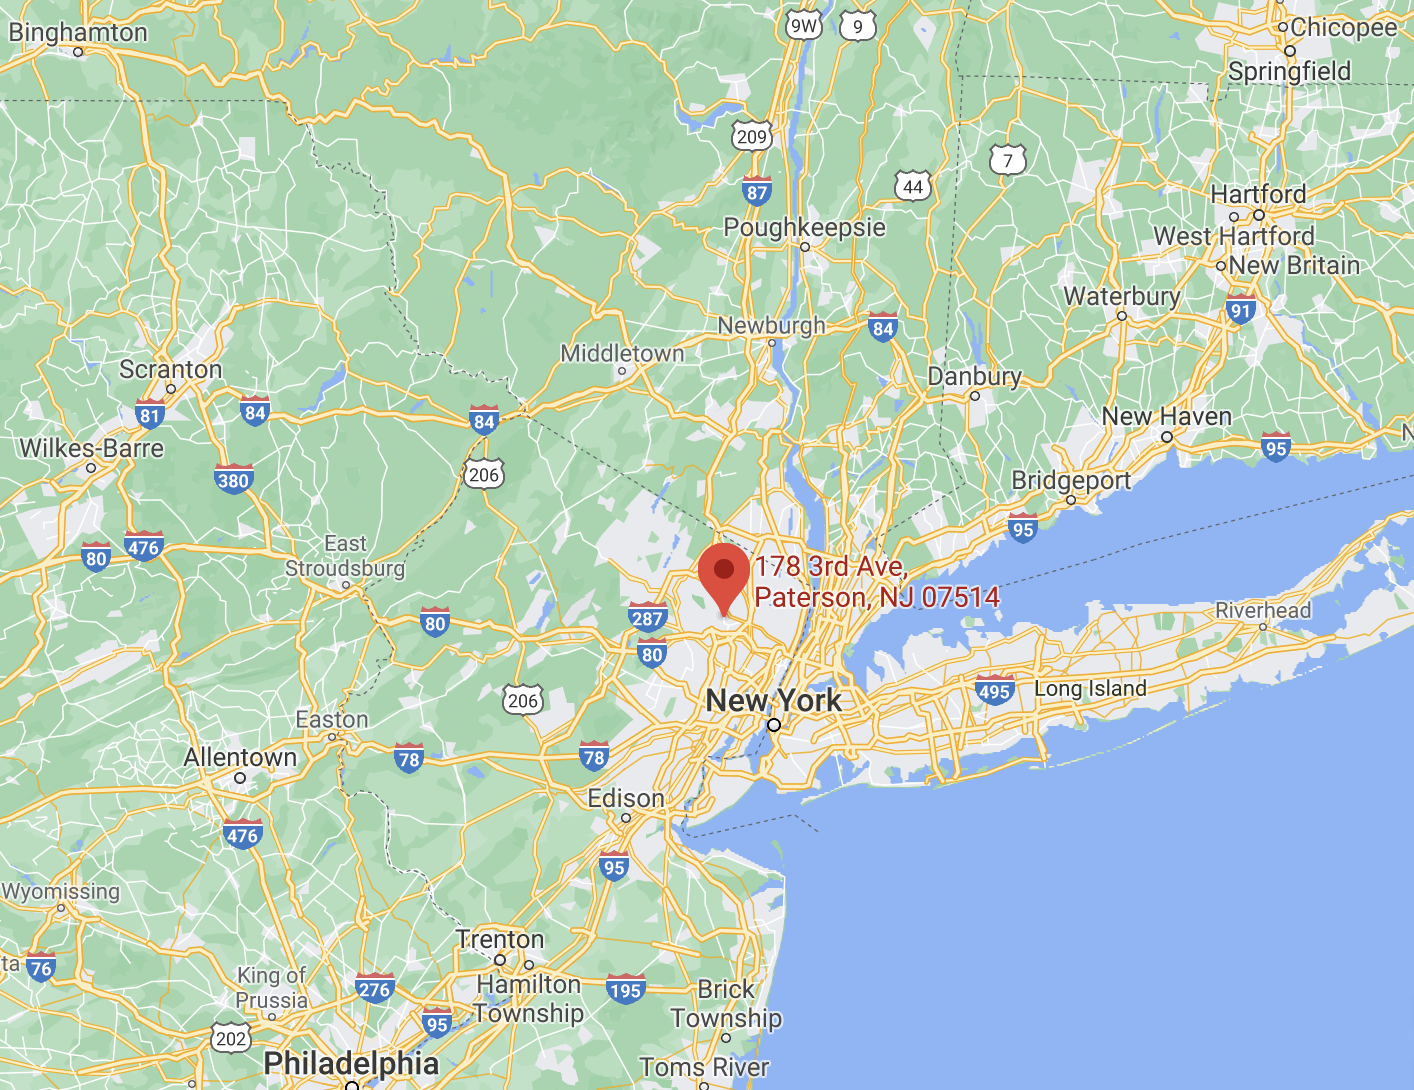 Binghamton
9W
9
Chicopee
Springfield
209
7
87
44
Hartford
Poughkeepsie
West Hartford
New Britain
Waterbury
91
Newburgh
84
Middletown
Scranton
Danbury
81
84
84
New Haven
Wilkes-Barre
95
206
380
Bridgeport
95
476
80
East
Stroudsburg
178 3rd Ave,
Paterson, NJ 07514
Riverhead
287
80
80
495
Long Island
206
New York
Easton
Allentown
78
78
Edison
476
95
Wyomissing
Trenton
76
King of
Prussia
276
Hamilton
Township
195
Brick
Township
95
202
Philadelphia
Toms River